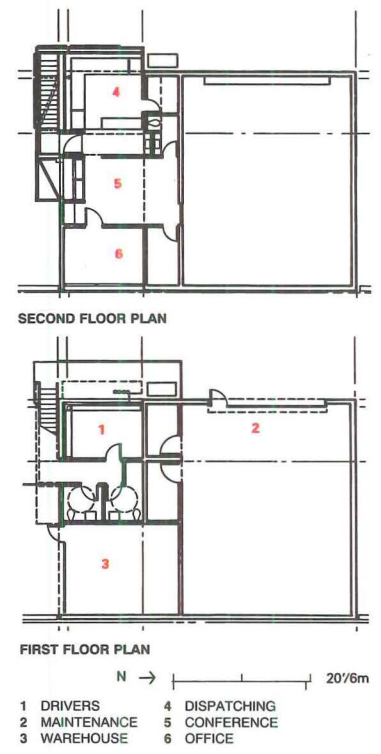 4
5
6
SECOND FLOOR PLAN
1
2
3
FIRST FLOOR PLAN
N → 20'/6m
1 DRIVERS 4 DISPATCHING
2 MAINTENANCE 5 CONFERENCE
3 WAREHOUSE 6 OFFICE